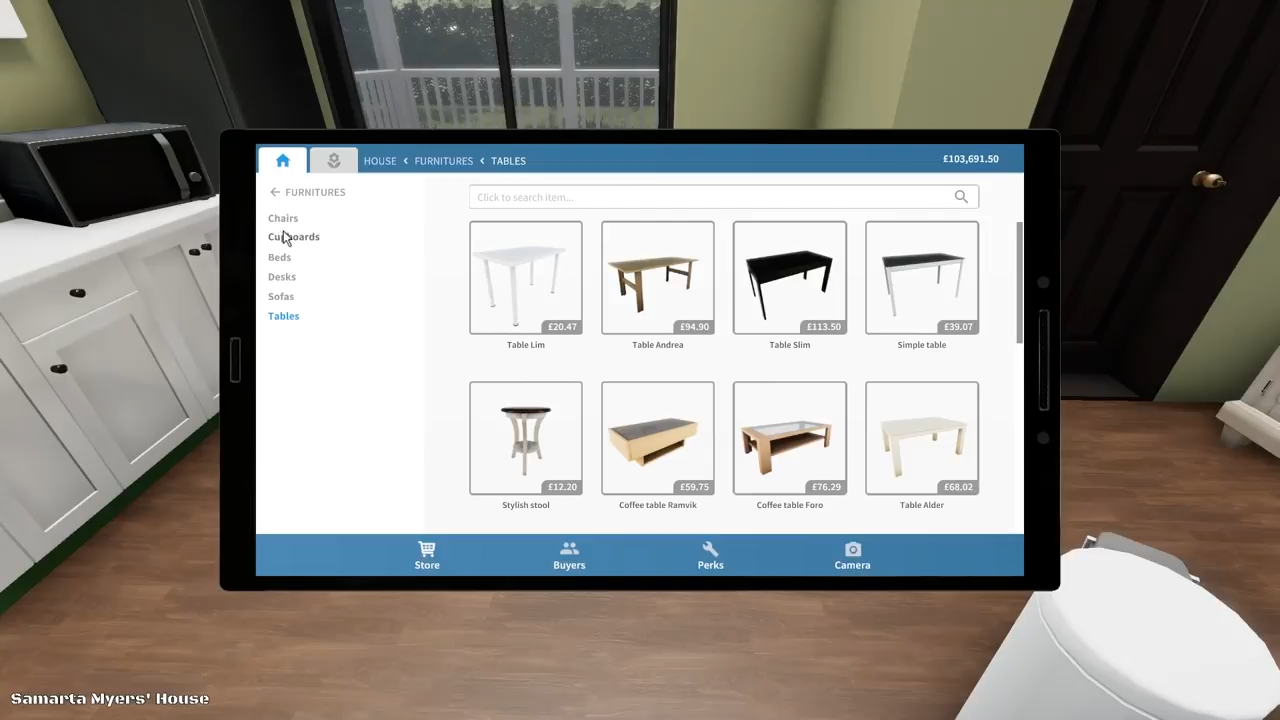 HOUSE < FURNITURES < TABLES
£103,691.50
FURNITURES
Click to search item...
Chairs
Cupboards
Beds
Desks
Sofas
Tables
£20.47 £94.90 £113.50 £39.07
Table Lim Table Andrea Table Slim Simple table
£12.20 £59.75 £76.29 £68.02
Stylish stool Coffee table Ramvik Coffee table Foro Table Alder
Store Buyers Perks Camera
Samarta Myers' House